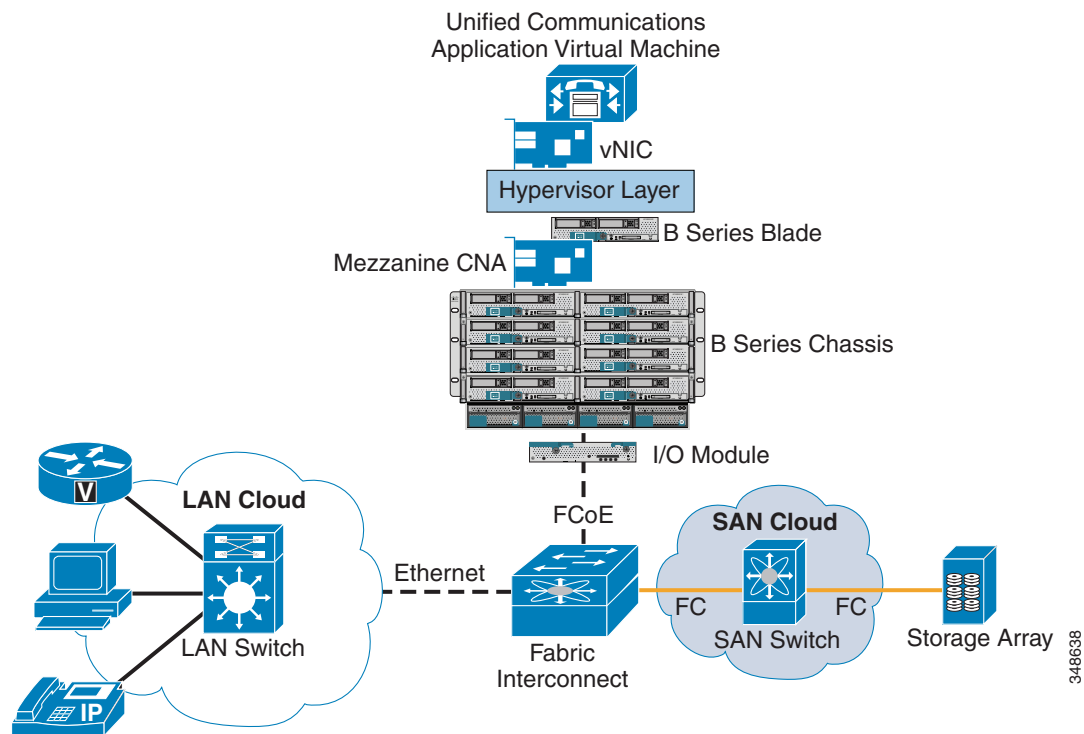 Unified Communications
Application Virtual Machine
vNIC
Hypervisor Layer
B Series Blade
Mezzanine CNA
B Series Chassis
I/O Module
V
LAN Cloud
FCoE
SAN Cloud
Ethernet
FC
FC
LAN Switch
SAN Switch
Storage Array
Fabric
Interconnect
IP
348638